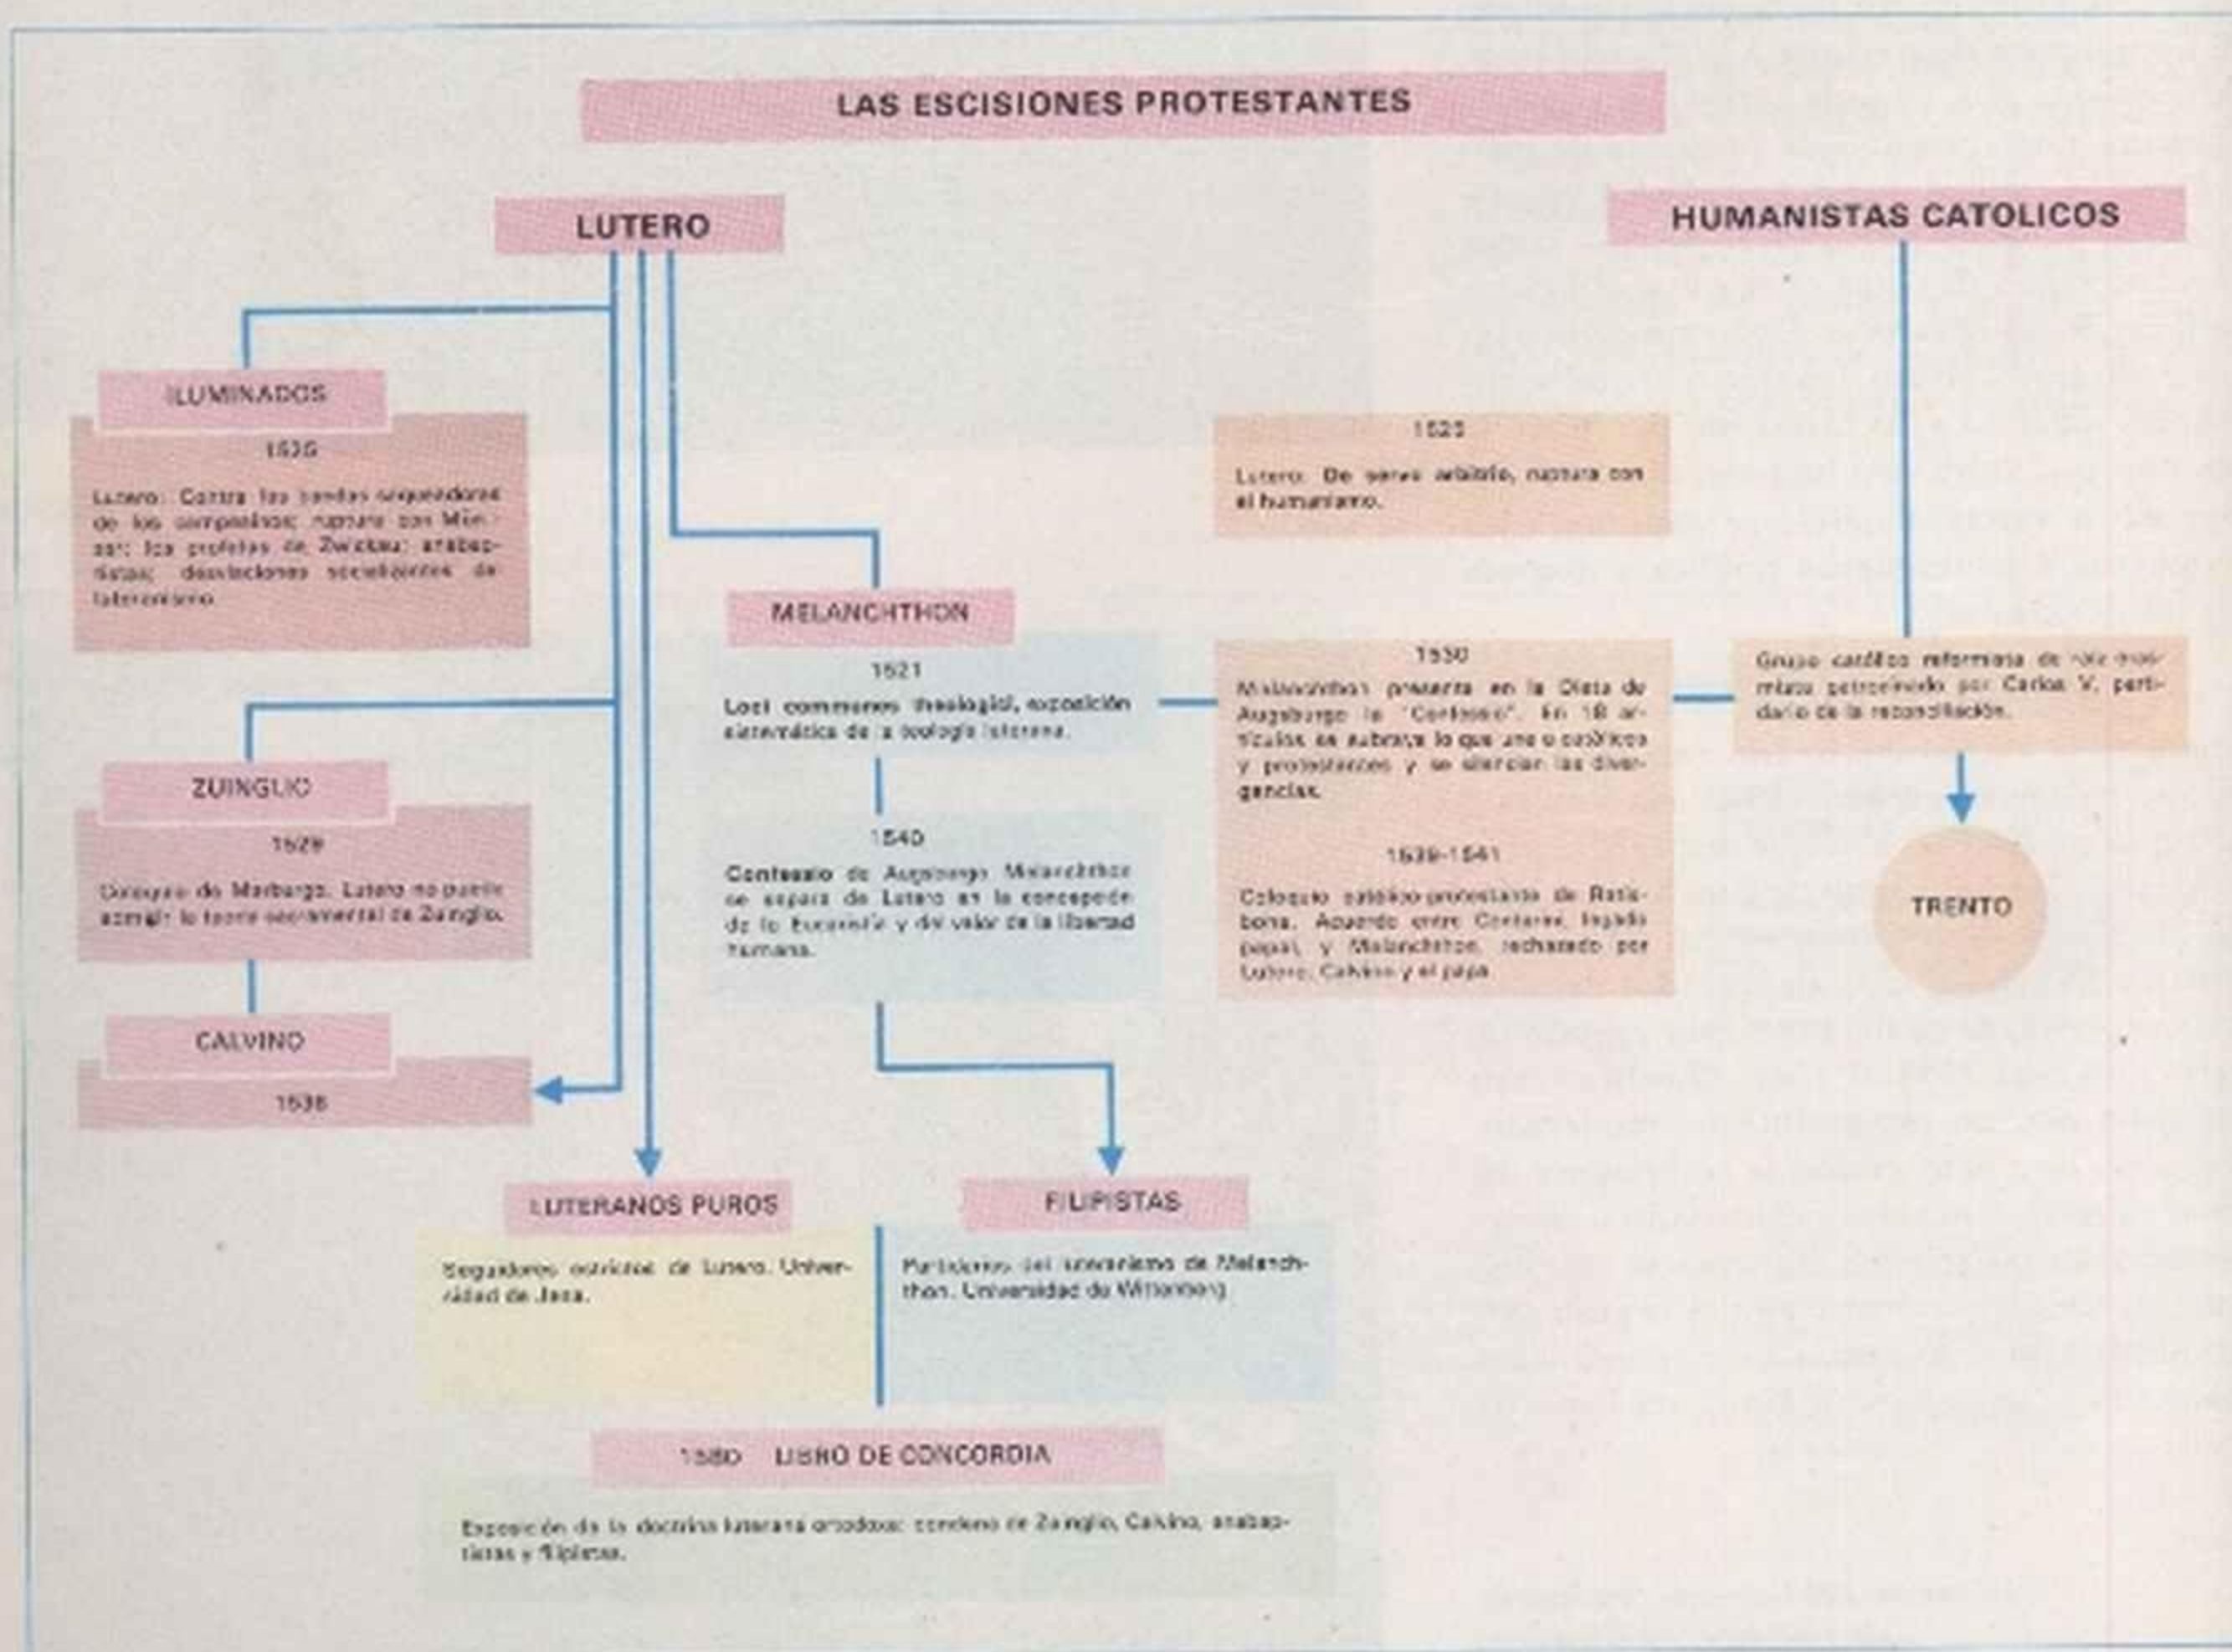 LAS ESCISIONES PROTESTANTES
LUTERO
HUMANISTAS CATOLICOS
ILUMINADOS
1525
Lutero: Contra las bandas saqueadoras
de los campesinos; ruptura con Mün-
zer; los profetas de Zwickau; anabap-
tistas; desviaciones socializantes de
luteranismo.
1525
Lutero: De servo arbitrio, ruptura con
el humanismo.
MELANCHTHON
1521
Loci communes theologici, exposición
sistemática de la teología luterana.
1540
Confessio de Augsburgo. Melanchthon
se separa de Lutero en la concepción
de la Eucaristía y del valor de la libertad
humana.
1530
Melanchthon presenta en la Dieta de
Augsburgo la "Confessio". En 18 ar-
tículos se subraya lo que une a católicos
y protestantes y se silencian las diver-
gencias.
1539-1541
Coloquio católico-protestante de Ratis-
bona. Acuerdo entre Contarini, legado
papal, y Melanchthon, rechazado por
Lutero, Calvino y el papa.
Grupo católico reformista de raíz eras-
mista patrocinado por Carlos V, parti-
dario de la reconciliación.
TRENTO
ZUINGLIO
1529
Coloquio de Marburgo. Lutero no puede
la teoría sacramental de Zuinglio.
CALVINO
1536
LUTERANOS PUROS
Seguidores estrictos de Lutero. Univer-
sidad de Jena.
FILIPISTAS
Partidarios del luteranismo de Melanch-
thon. Universidad de Wittenberg.
1580 LIBRO DE CONCORDIA
Exposición de la doctrina luterana ortodoxa: condena de Zuinglio, Calvino, anabap-
tistas y filipistas.